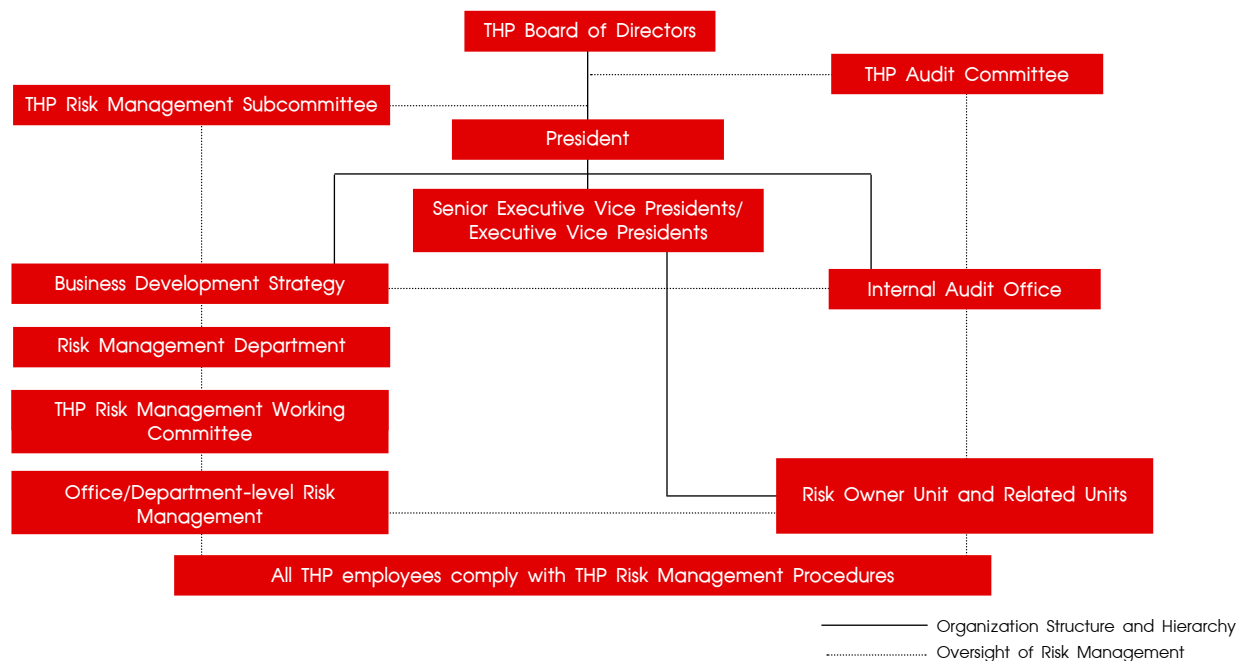 THP Board of Directors
THP Audit Committee
THP Risk Management Subcommittee
President
Senior Executive Vice Presidents/
Executive Vice Presidents
Business Development Strategy
Internal Audit Office
Risk Management Department
THP Risk Management Working
Committee
Office/Department-level Risk
Management
Risk Owner Unit and Related Units
All THP employees comply with THP Risk Management Procedures
Organization Structure and Hierarchy
Oversight of Risk Management